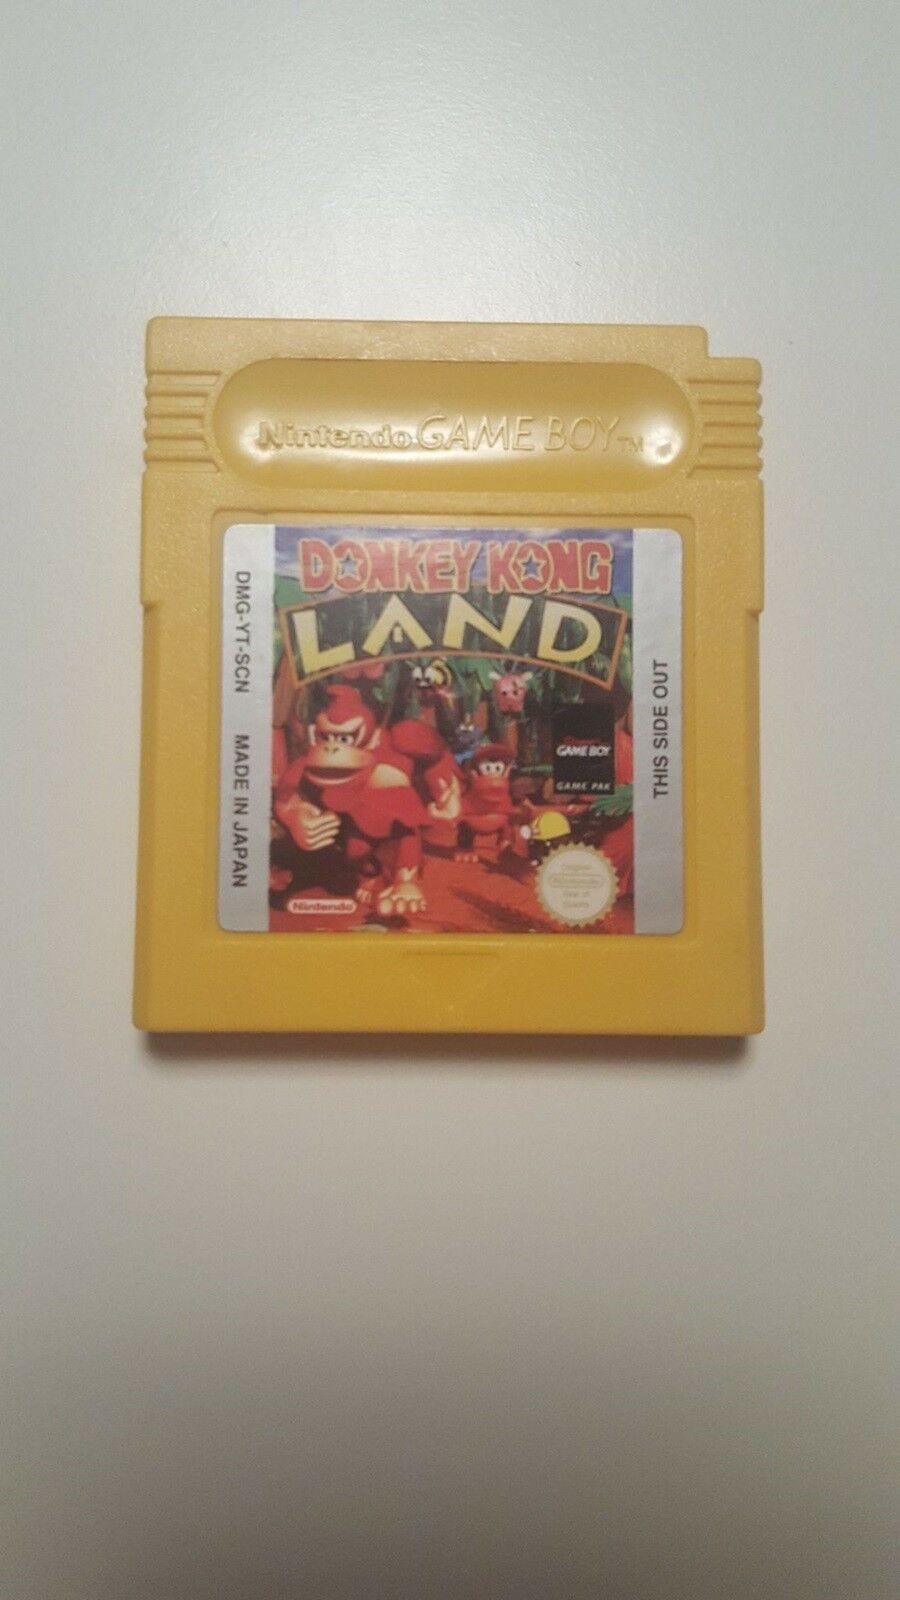 Nintendo GAME BOY TM
DONKEY KONG
LAND
DMG-YT-SCN MADE IN JAPAN
THIS SIDE OUT
GAME BOY
GAME PAK
Nintendo